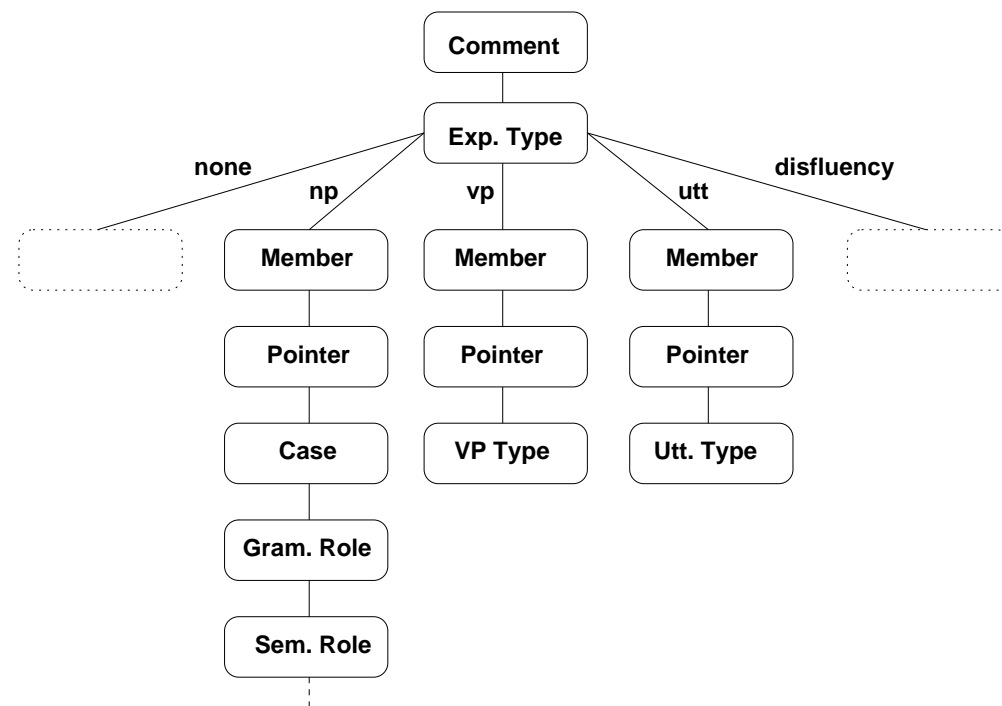 Comment
Exp. Type
none
np
vp
utt
disfluency
Member
Member
Member
Pointer
Pointer
Pointer
Case
VP Type
Utt. Type
Gram. Role
Sem. Role